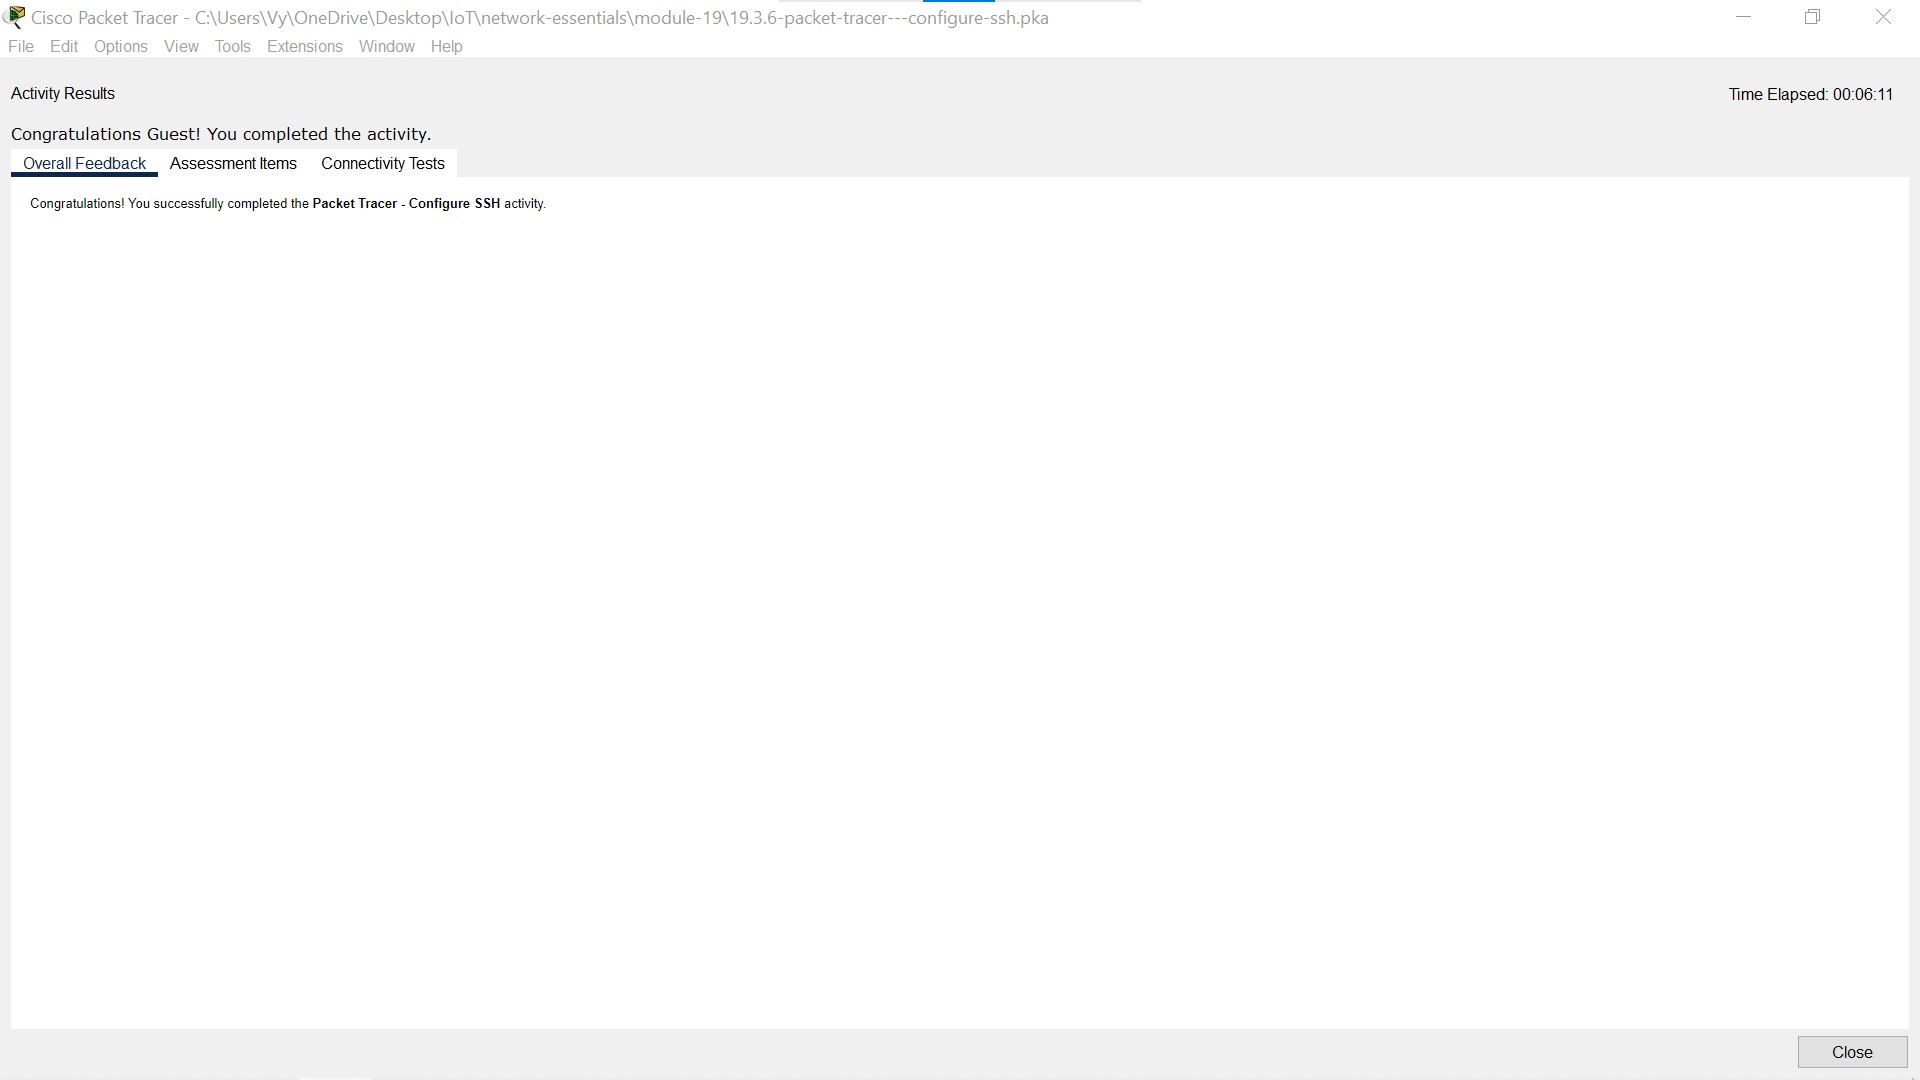 Cisco Packet Tracer - C:\Users\Vy\OneDrive\Desktop\IoT\network-essentials\module-19\19.3.6-packet-tracer---configure-ssh.pka
File Edit Options View Tools Extensions Window Help
Activity Results
Time Elapsed: 00:06:11
Congratulations Guest! You completed the activity.
Overall Feedback Assessment Items Connectivity Tests
Congratulations! You successfully completed the Packet Tracer - Configure SSH activity.
Close